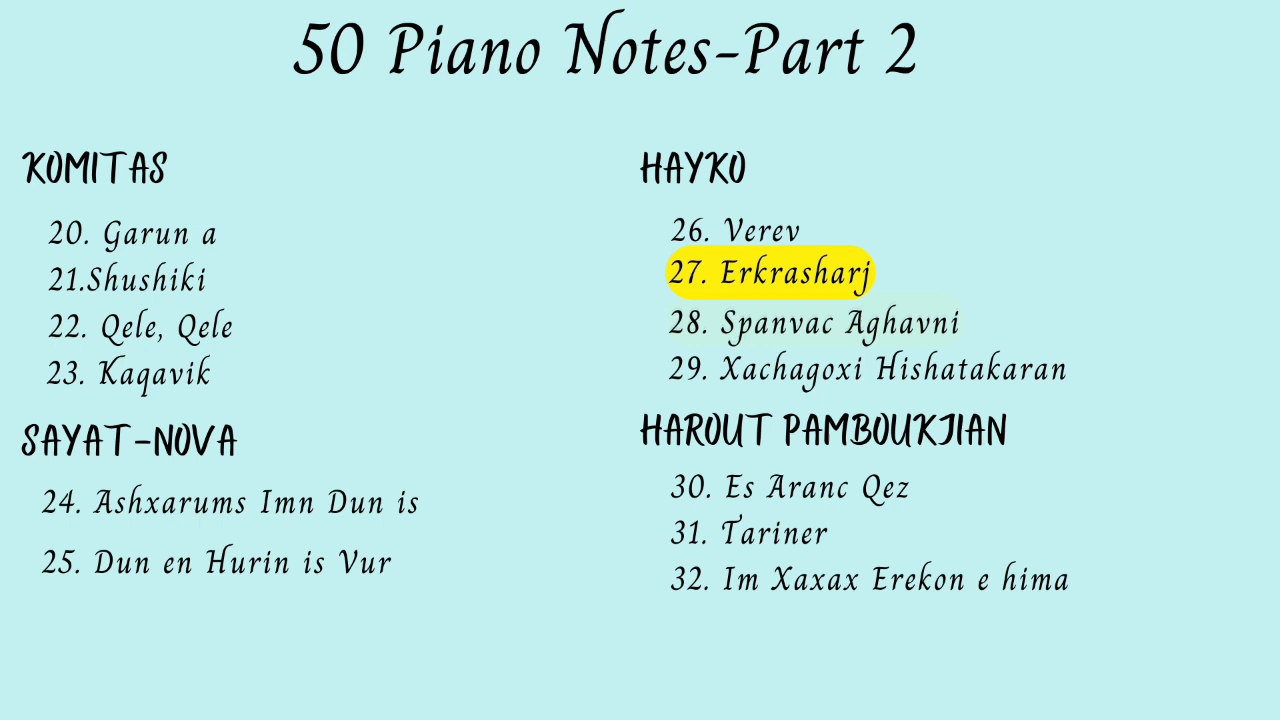 50 Piano Notes-Part 2
KOMITAS
20. Garun a
21.Shushiki
22. Qele, Qele
23. Kaqavik
SAYAT-NOVA
24. Ashxarums Imn Dun is
25. Dun en Hurin is Vur
HAYKO
26. Verev
27. Erkrasharj
28. Spanvac Aghavni
29. Xachagoxi Hishatakaran
HAROUT PAMBOUKJIAN
30. Es Aranc Qez
31. Tariner
32. Im Xaxax Erekon e hima